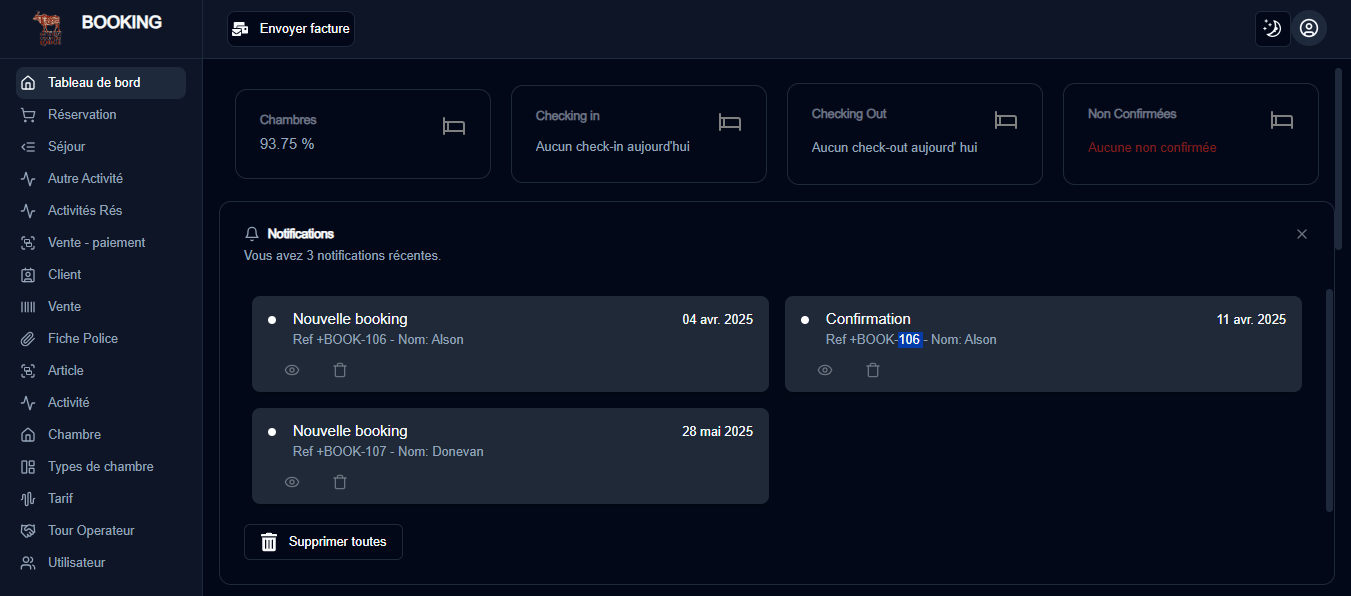 BOOKING
Envoyer facture
Tableau de bord
Réservation
Séjour
Autre Activité
Activités Rés
Vente - paiement
Client
Vente
Fiche Police
Article
Activité
Chambre
Types de chambre
Tarif
Tour Operateur
Utilisateur
Chambres
93.75 %
Checking in
Aucun check-in aujourd'hui
Checking Out
Aucun check-out aujourd' hui
Non Confirmées
Aucune non confirmée
Notifications
Vous avez 3 notifications récentes.
Nouvelle booking 04 avr. 2025
Ref +BOOK-106 - Nom: Alson
Confirmation 11 avr. 2025
Ref +BOOK-106 - Nom: Alson
Nouvelle booking 28 mai 2025
Ref +BOOK-107 - Nom: Donevan
Supprimer toutes